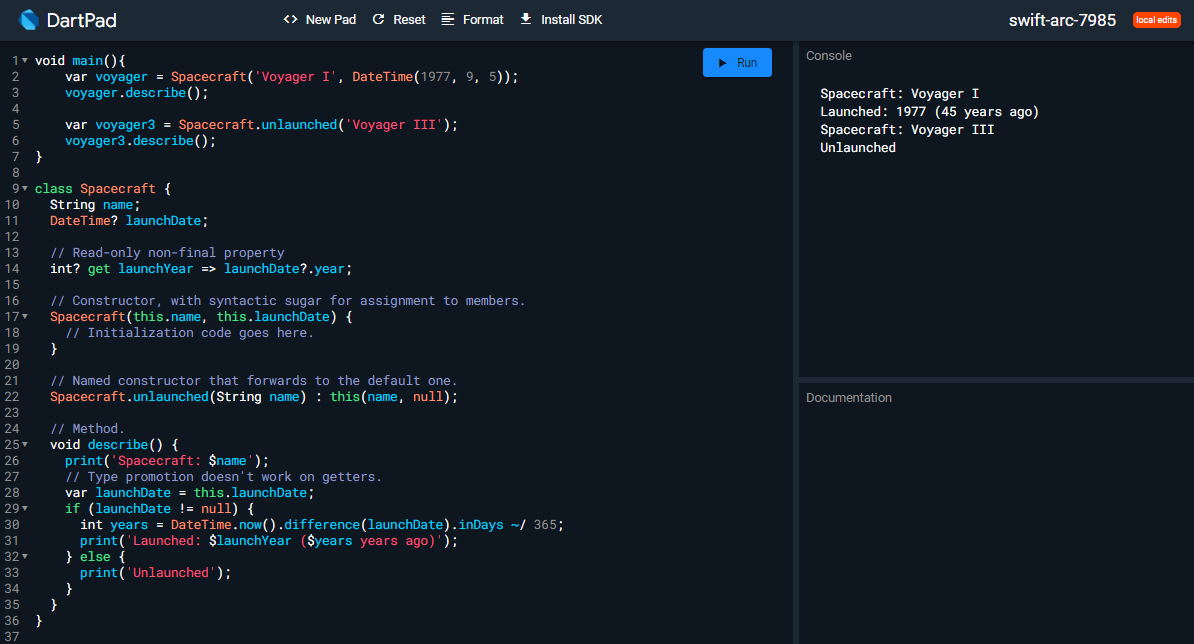 DartPad
<> New Pad
Reset
Format
Install SDK
swift-arc-7985
local edits
1 void main(){
2     var voyager = Spacecraft('Voyager I', DateTime(1977, 9, 5));
3     voyager.describe();
4
5     var voyager3 = Spacecraft.unlaunched('Voyager III');
6     voyager3.describe();
7 }
8
9 class Spacecraft {
10   String name;
11   DateTime? launchDate;
12
13   // Read-only non-final property
14   int? get launchYear => launchDate?.year;
15
16   // Constructor, with syntactic sugar for assignment to members.
17   Spacecraft(this.name, this.launchDate) {
18     // Initialization code goes here.
19   }
20
21   // Named constructor that forwards to the default one.
22   Spacecraft.unlaunched(String name) : this(name, null);
23
24   // Method.
25   void describe() {
26     print('Spacecraft: $name');
27     // Type promotion doesn't work on getters.
28     var launchDate = this.launchDate;
29     if (launchDate != null) {
30       int years = DateTime.now().difference(launchDate).inDays ~/ 365;
31       print('Launched: $launchYear ($years years ago)');
32     } else {
33       print('Unlaunched');
34     }
35   }
36 }
37
Run
Console
Spacecraft: Voyager I
Launched: 1977 (45 years ago)
Spacecraft: Voyager III
Unlaunched
Documentation